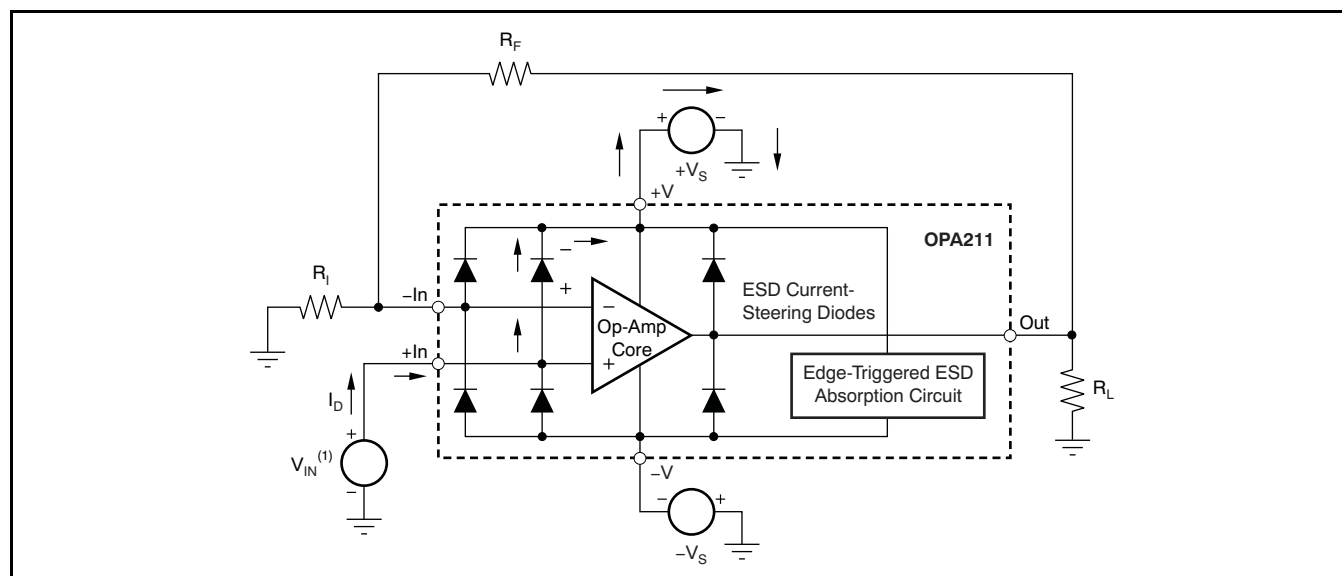 R_F
+ −
+V_S
+V
OPA211
R_I
−
+
−In
−
Op-Amp
Core
+
ESD Current-
Steering Diodes
Out
+In
Edge-Triggered ESD
Absorption Circuit
R_L
I_D
+
V_IN^(1)
−
−V
− +
−V_S